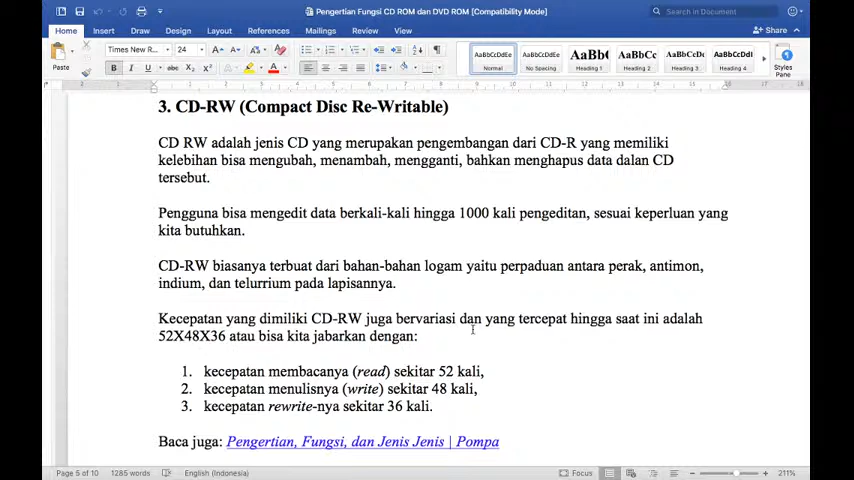 Pengertian Fungsi CD ROM dan DVD ROM [Compatibility Mode]
Search in Document
Home Insert Draw Design Layout References Mailings Review View
Share
Paste
Times New R... 24
B I U abc X₂ X²
AaBbCcDdEe AaBbCcDdEe AaBb( AaBbCc AaBbCcDc AaBbCcDdI
Normal No Spacing Heading 1 Heading 2 Heading 3 Heading 4
Styles
Pane
3. CD-RW (Compact Disc Re-Writable)
CD RW adalah jenis CD yang merupakan pengembangan dari CD-R yang memiliki
kelebihan bisa mengubah, menambah, mengganti, bahkan menghapus data dalan CD
tersebut.
Pengguna bisa mengedit data berkali-kali hingga 1000 kali pengeditan, sesuai keperluan yang
kita butuhkan.
CD-RW biasanya terbuat dari bahan-bahan logam yaitu perpaduan antara perak, antimon,
indium, dan telurrium pada lapisannya.
Kecepatan yang dimiliki CD-RW juga bervariasi dan yang tercepat hingga saat ini adalah
52X48X36 atau bisa kita jabarkan dengan:
1. kecepatan membacanya (read) sekitar 52 kali,
2. kecepatan menulisnya (write) sekitar 48 kali,
3. kecepatan rewrite-nya sekitar 36 kali.
Baca juga: Pengertian, Fungsi, dan Jenis Jenis | Pompa
Page 5 of 10 1285 words English (Indonesia) Focus 211%